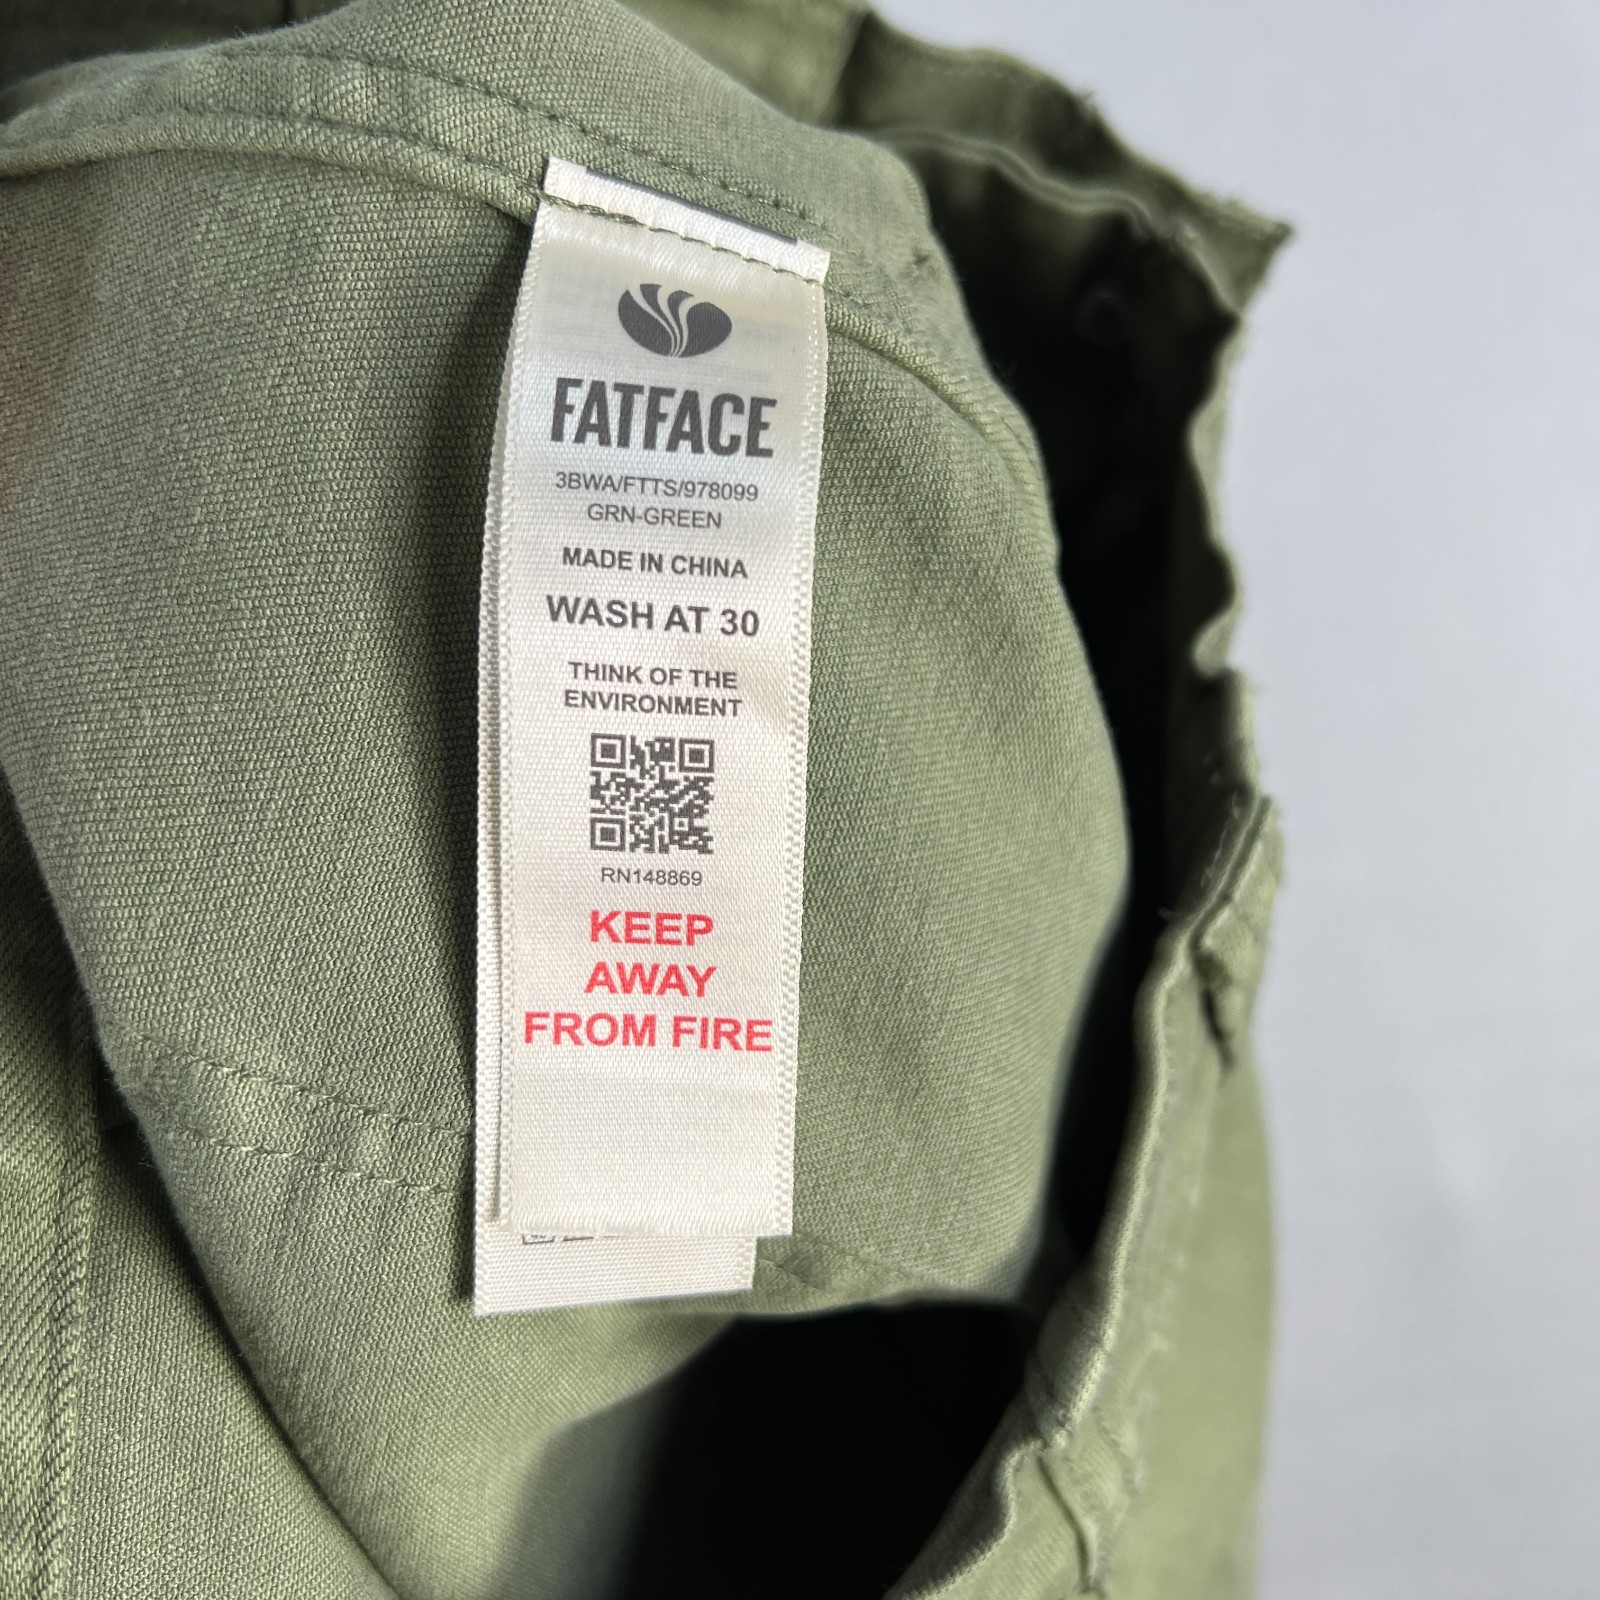 FATFACE
3BWA/FTTS/978099
GRN-GREEN
MADE IN CHINA
WASH AT 30
THINK OF THE
ENVIRONMENT
RN148869
KEEP
AWAY
FROM FIRE